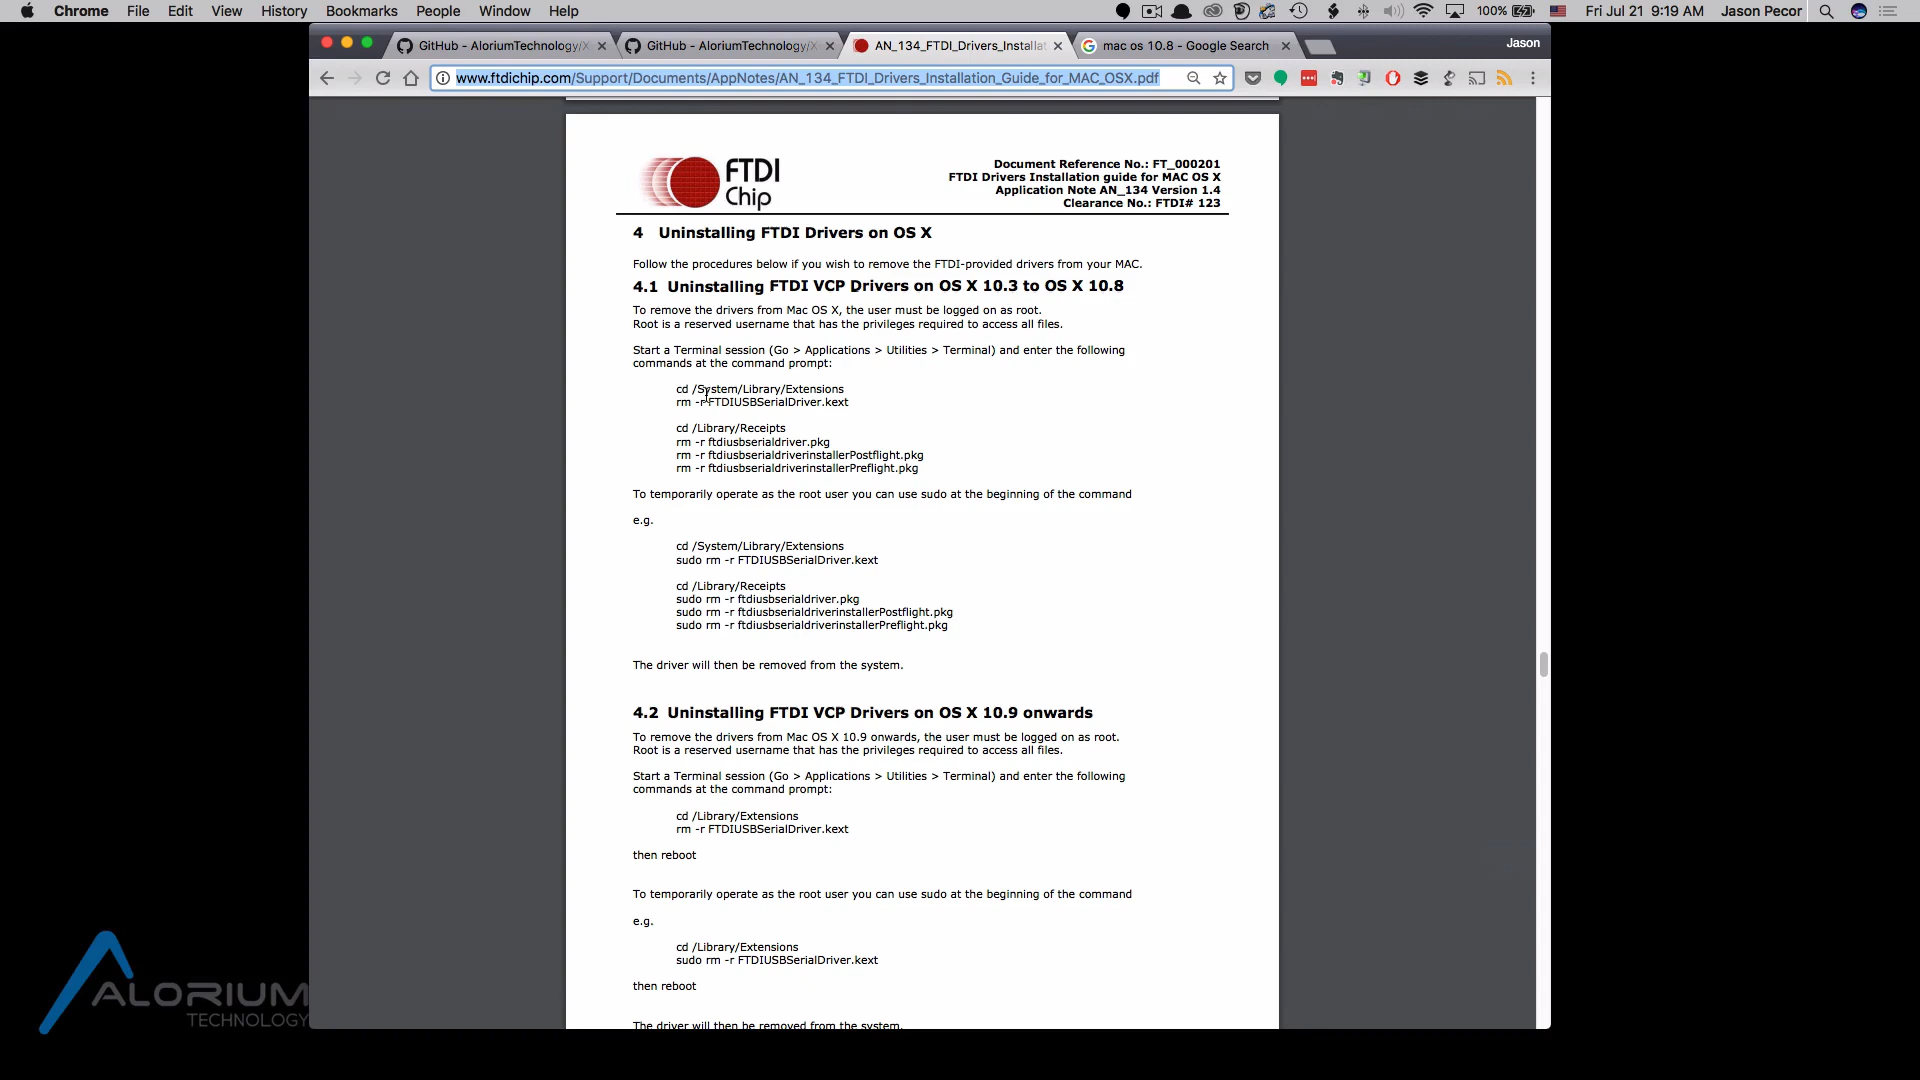 Chrome File Edit View History Bookmarks People Window Help 100% Fri Jul 21 9:19 AM Jason Pecor
GitHub - AloriumTechnology/X
GitHub - AloriumTechnology/X
AN_134_FTDI_Drivers_Installat
mac os 10.8 - Google Search
Jason
www.ftdichip.com/Support/Documents/AppNotes/AN_134_FTDI_Drivers_Installation_Guide_for_MAC_OSX.pdf
FTDI
Chip
Document Reference No.: FT_000201
FTDI Drivers Installation guide for MAC OS X
Application Note AN_134 Version 1.4
Clearance No.: FTDI# 123
4 Uninstalling FTDI Drivers on OS X
Follow the procedures below if you wish to remove the FTDI-provided drivers from your MAC.
4.1 Uninstalling FTDI VCP Drivers on OS X 10.3 to OS X 10.8
To remove the drivers from Mac OS X, the user must be logged on as root.
Root is a reserved username that has the privileges required to access all files.
Start a Terminal session (Go > Applications > Utilities > Terminal) and enter the following
commands at the command prompt:
cd /System/Library/Extensions
rm -r FTDIUSBSerialDriver.kext
cd /Library/Receipts
rm -r ftdiusbserialdriver.pkg
rm -r ftdiusbserialdriverinstallerPostflight.pkg
rm -r ftdiusbserialdriverinstallerPreflight.pkg
To temporarily operate as the root user you can use sudo at the beginning of the command
e.g.
cd /System/Library/Extensions
sudo rm -r FTDIUSBSerialDriver.kext
cd /Library/Receipts
sudo rm -r ftdiusbserialdriver.pkg
sudo rm -r ftdiusbserialdriverinstallerPostflight.pkg
sudo rm -r ftdiusbserialdriverinstallerPreflight.pkg
The driver will then be removed from the system.
4.2 Uninstalling FTDI VCP Drivers on OS X 10.9 onwards
To remove the drivers from Mac OS X 10.9 onwards, the user must be logged on as root.
Root is a reserved username that has the privileges required to access all files.
Start a Terminal session (Go > Applications > Utilities > Terminal) and enter the following
commands at the command prompt:
cd /Library/Extensions
rm -r FTDIUSBSerialDriver.kext
then reboot
To temporarily operate as the root user you can use sudo at the beginning of the command
e.g.
cd /Library/Extensions
sudo rm -r FTDIUSBSerialDriver.kext
then reboot
The driver will then be removed from the system.
ALORIUM
TECHNOLOGY